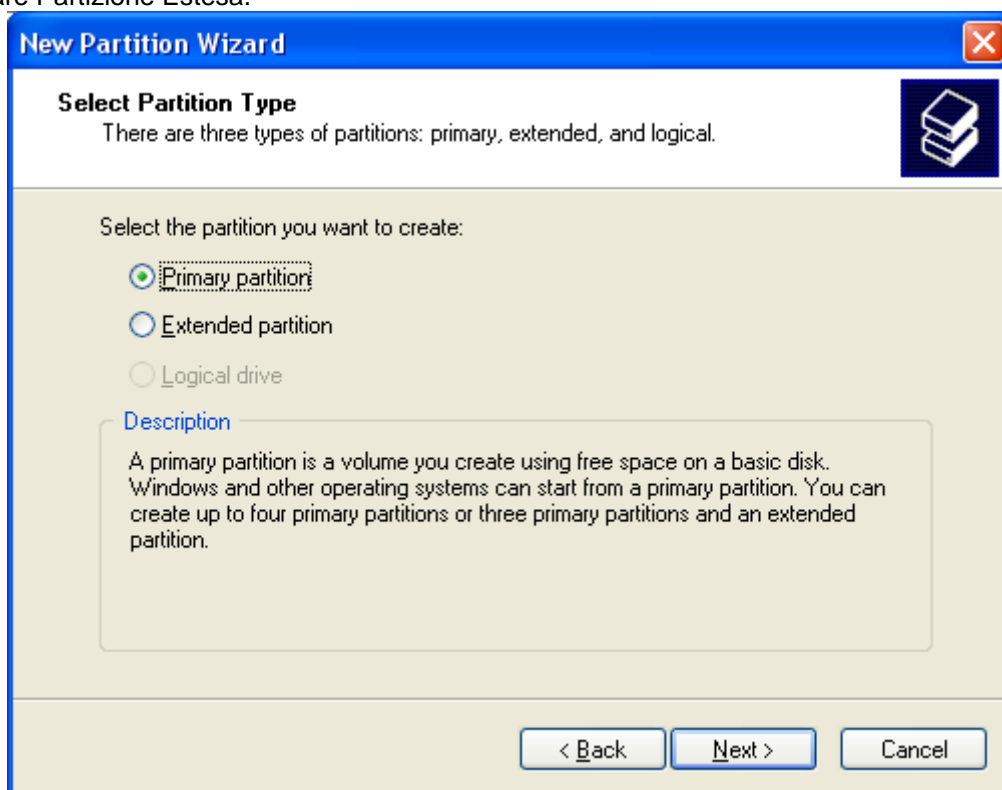 Partizione Estesa.
New Partition Wizard
Select Partition Type
There are three types of partitions: primary, extended, and logical.
Select the partition you want to create:
Primary partition
Extended partition
Logical drive
Description
A primary partition is a volume you create using free space on a basic disk.
Windows and other operating systems can start from a primary partition. You can
create up to four primary partitions or three primary partitions and an extended
partition.
< Back
Next >
Cancel